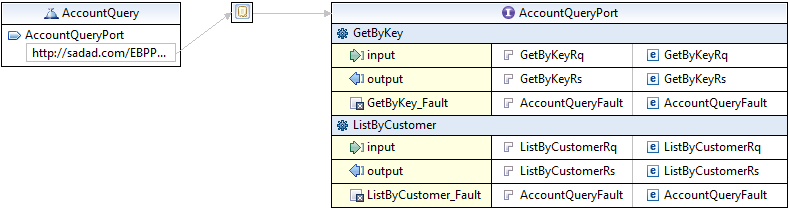 AccountQuery
AccountQueryPort
http://sadad.com/EBPP...
AccountQueryPort
GetByKey
input GetByKeyRq GetByKeyRq
output GetByKeyRs GetByKeyRs
GetByKey_Fault AccountQueryFault AccountQueryFault
ListByCustomer
input ListByCustomerRq ListByCustomerRq
output ListByCustomerRs ListByCustomerRs
ListByCustomer_Fault AccountQueryFault AccountQueryFault